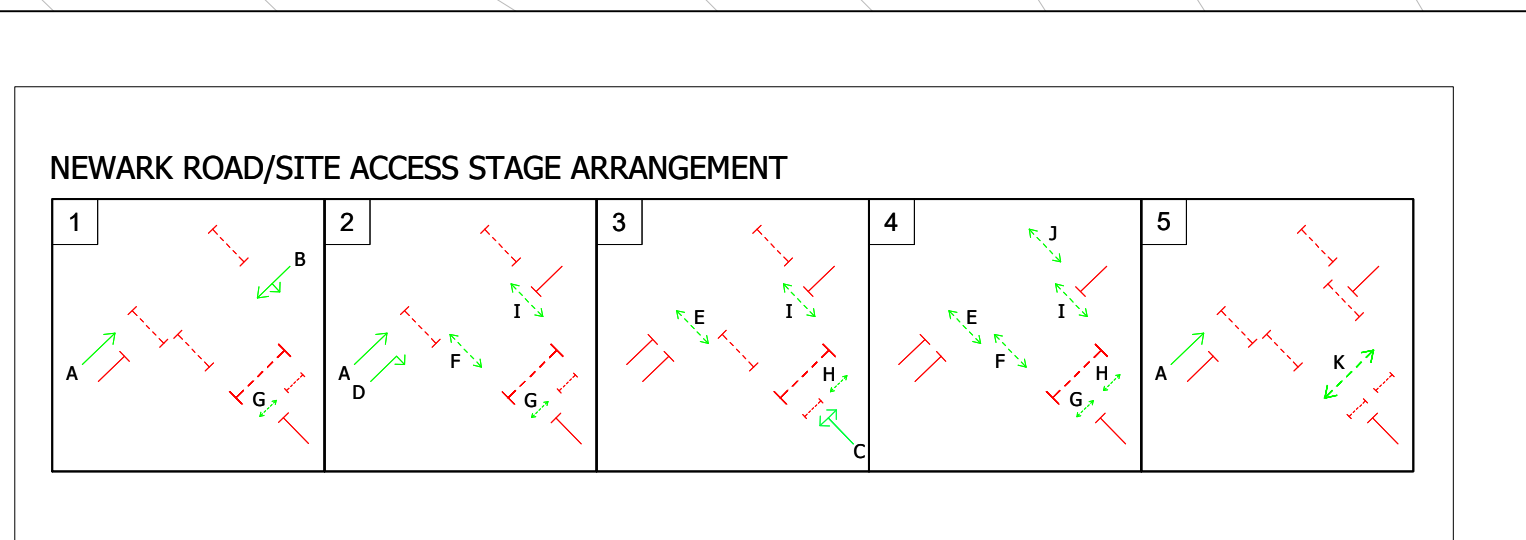 NEWARK ROAD/SITE ACCESS STAGE ARRANGEMENT
1 2 3 4 5
B J
I I I
E E
A A D F F A K
G G H H G
C